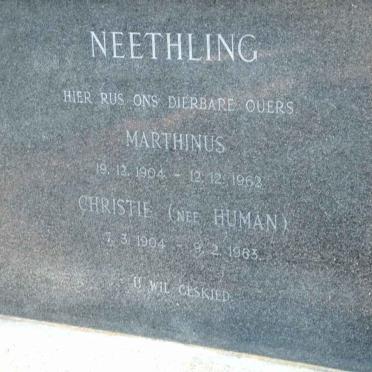 NEETHLING
HIER RUS ONS DIERBARE OUERS
MARTHINUS
19. 12. 1904 - 12. 12. 1962
CHRISTIE (NEE HUMAN)
7. 3. 1904 - 9. 2. 1963
U WIL GESKIED